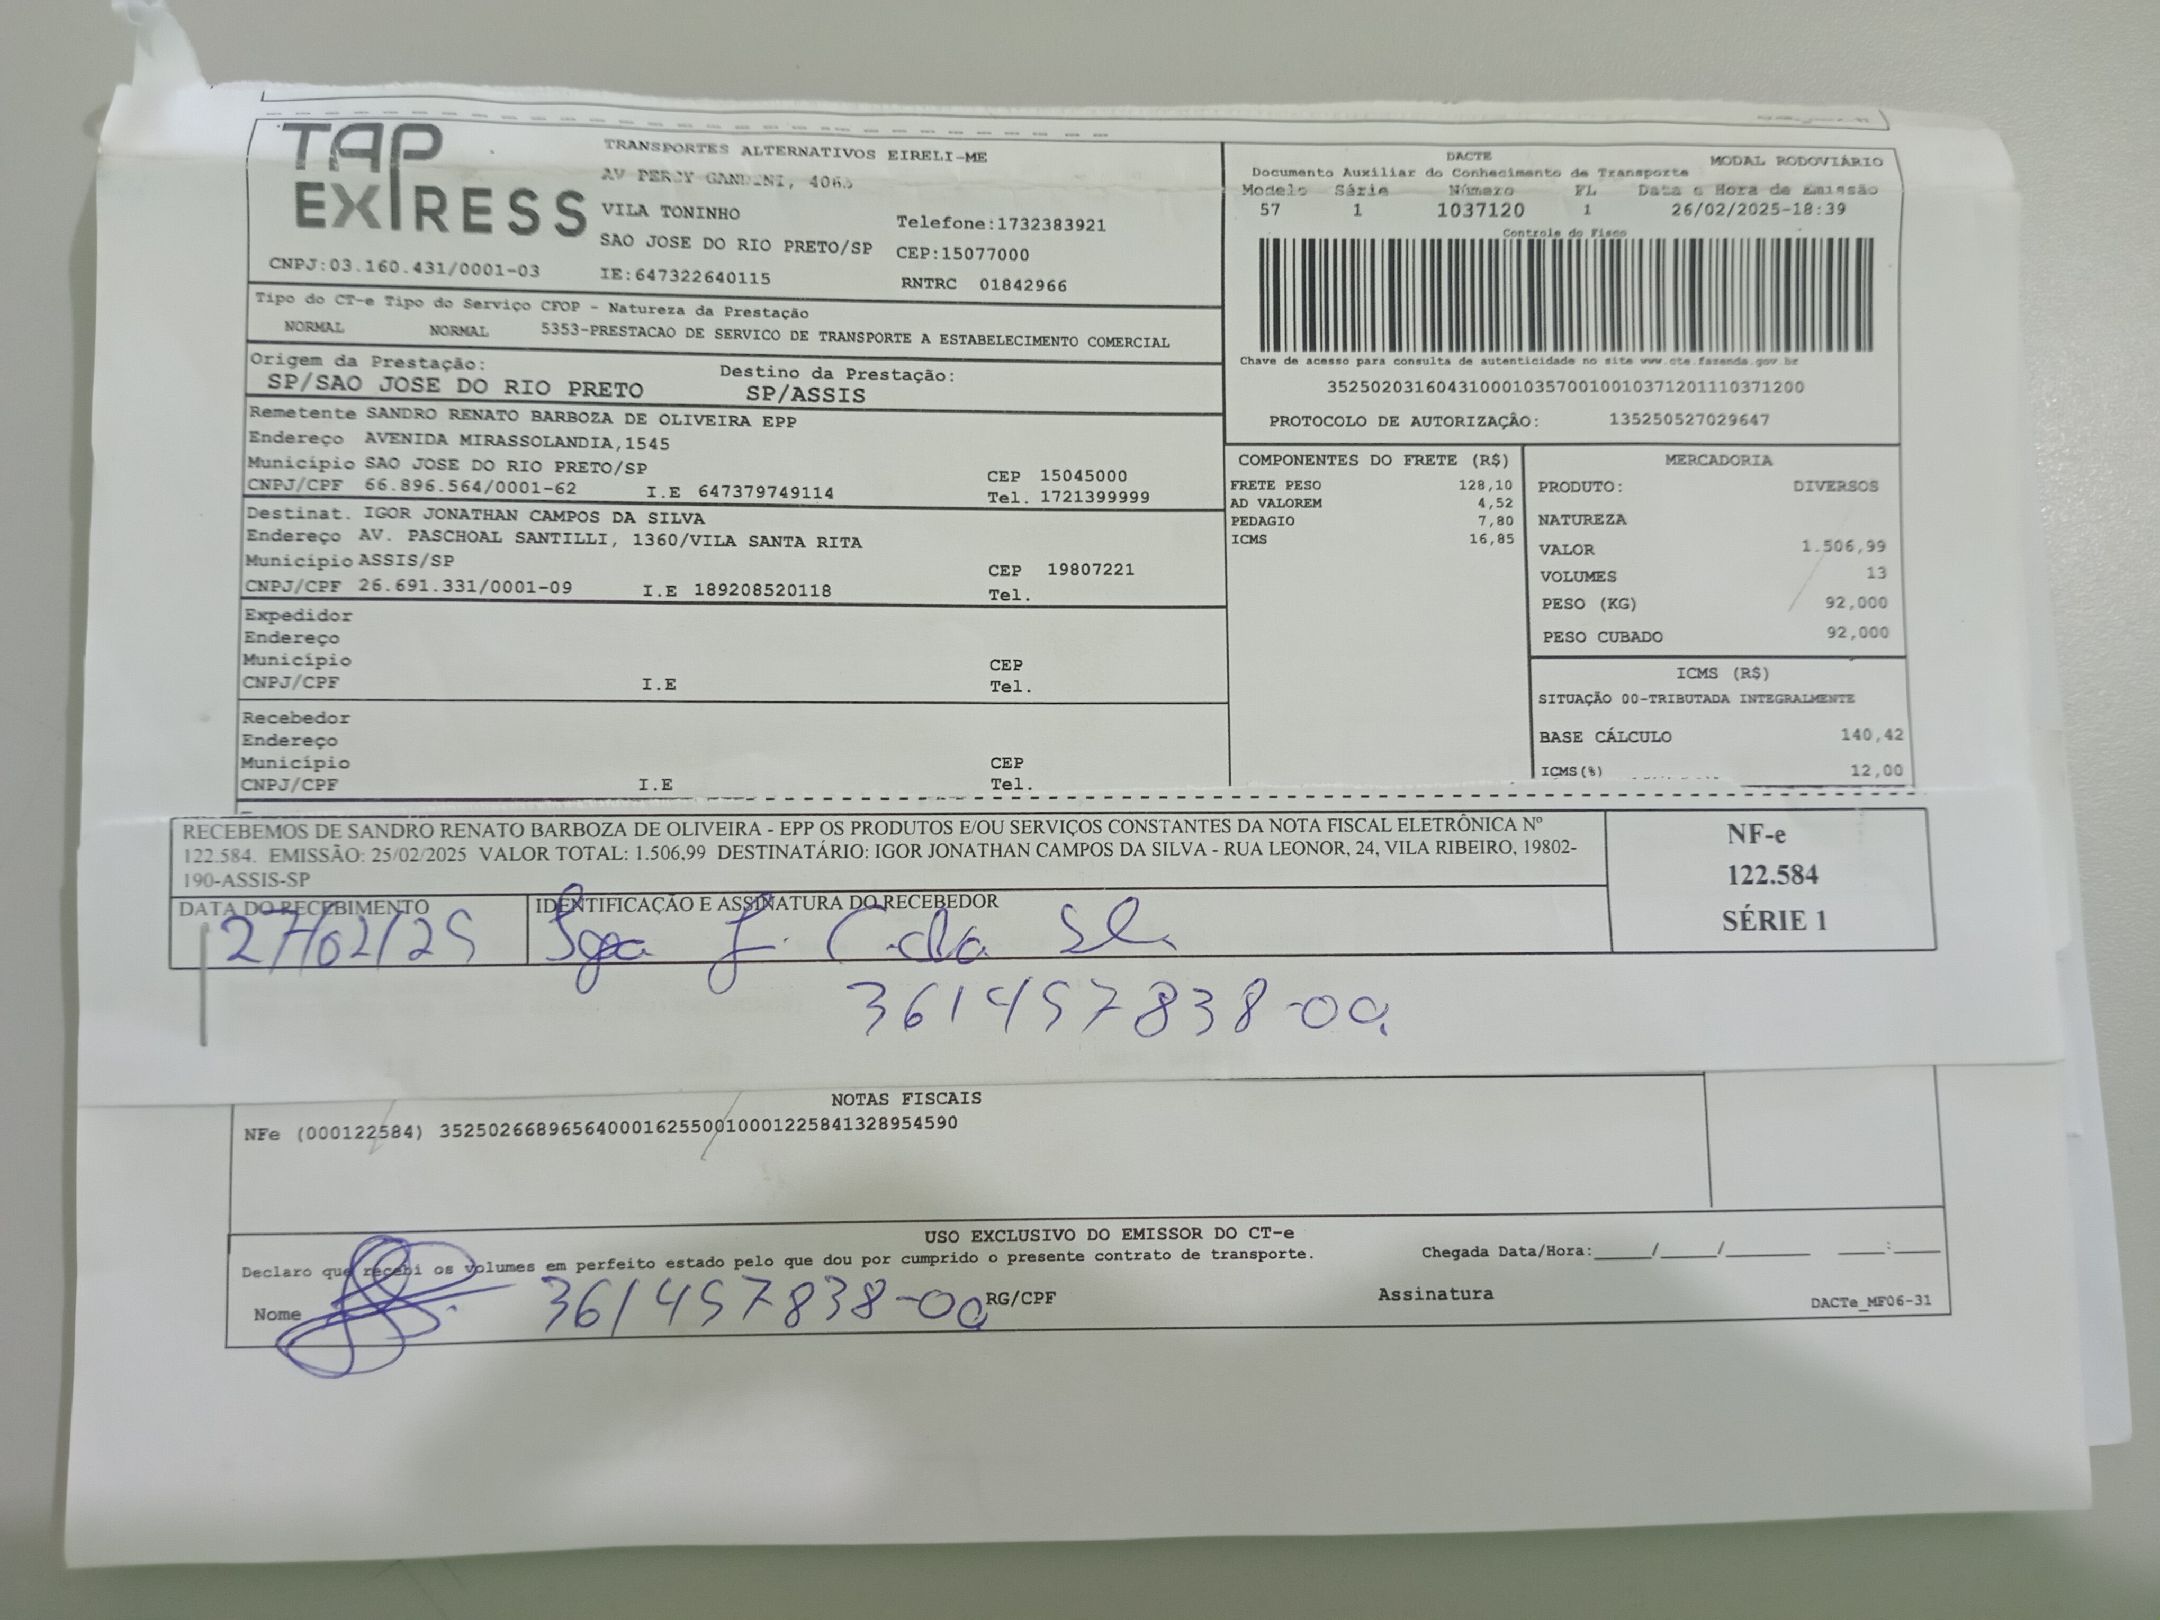 TAP EXPRESS
TRANSPORTES ALTERNATIVOS EIRELI-ME
AV PERCY GANDINI, 4065
VILA TONINHO
Telefone:1732383921
SAO JOSE DO RIO PRETO/SP CEP:15077000
CNPJ:03.160.431/0001-03 IE:647322640115 RNTRC 01842966
DACTE MODAL RODOVIÁRIO
Documento Auxiliar do Conhecimento de Transporte
Modelo Série Número FL Data e Hora de Emissão
57 1 1037120 1 26/02/2025-18:39
Controle do Fisco
Chave de acesso para consulta de autenticidade no site www.cte.fazenda.gov.br
35250203160431000103570010010371201110371200
PROTOCOLO DE AUTORIZAÇÃO: 135250527029647
Tipo do CT-e Tipo do Serviço CFOP - Natureza da Prestação
NORMAL NORMAL 5353-PRESTACAO DE SERVICO DE TRANSPORTE A ESTABELECIMENTO COMERCIAL
Origem da Prestação: Destino da Prestação:
SP/SAO JOSE DO RIO PRETO SP/ASSIS
Remetente SANDRO RENATO BARBOZA DE OLIVEIRA EPP
Endereço AVENIDA MIRASSOLANDIA,1545
Município SAO JOSE DO RIO PRETO/SP CEP 15045000
CNPJ/CPF 66.896.564/0001-62 I.E 647379749114 Tel. 1721399999
Destinat. IGOR JONATHAN CAMPOS DA SILVA
Endereço AV. PASCHOAL SANTILLI, 1360/VILA SANTA RITA
Município ASSIS/SP CEP 19807221
CNPJ/CPF 26.691.331/0001-09 I.E 189208520118 Tel.
Expedidor
Endereço
Município CEP
CNPJ/CPF I.E Tel.
Recebedor
Endereço
Município CEP
CNPJ/CPF I.E Tel.
COMPONENTES DO FRETE (R$)
FRETE PESO 128,10
AD VALOREM 4,52
PEDAGIO 7,80
ICMS 16,85
MERCADORIA
PRODUTO: DIVERSOS
NATUREZA
VALOR 1.506,99
VOLUMES 13
PESO (KG) 92,000
PESO CUBADO 92,000
ICMS (R$)
SITUAÇÃO 00-TRIBUTADA INTEGRALMENTE
BASE CÁLCULO 140,42
ICMS(%) 12,00
RECEBEMOS DE SANDRO RENATO BARBOZA DE OLIVEIRA - EPP OS PRODUTOS E/OU SERVIÇOS CONSTANTES DA NOTA FISCAL ELETRÔNICA Nº
122.584. EMISSÃO: 25/02/2025 VALOR TOTAL: 1.506,99 DESTINATÁRIO: IGOR JONATHAN CAMPOS DA SILVA - RUA LEONOR, 24, VILA RIBEIRO, 19802-
190-ASSIS-SP
NF-e
122.584
SÉRIE 1
DATA DO RECEBIMENTO IDENTIFICAÇÃO E ASSINATURA DO RECEBEDOR
27/02/25
361457838-00
NOTAS FISCAIS
NFe (000122584) 35250266896564000162550010001225841328954590
USO EXCLUSIVO DO EMISSOR DO CT-e
Declaro que recebi os volumes em perfeito estado pelo que dou por cumprido o presente contrato de transporte. Chegada Data/Hora:_____/_____/_______ ____:____
Nome 361457838-00 RG/CPF Assinatura DACTe_MF06-31